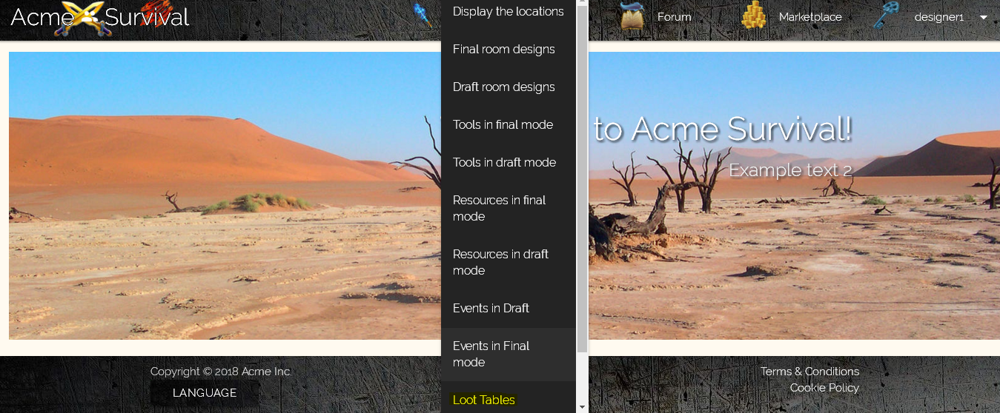 Acme Survival
Display the locations
Final room designs
Draft room designs
Tools in final mode
Tools in draft mode
Resources in final
mode
Resources in draft
mode
Events in Draft
Events in Final
mode
Loot Tables
Forum
Marketplace
designer1
to Acme Survival!
Example text 2
Copyright © 2018 Acme Inc.
LANGUAGE
Terms & Conditions
Cookie Policy